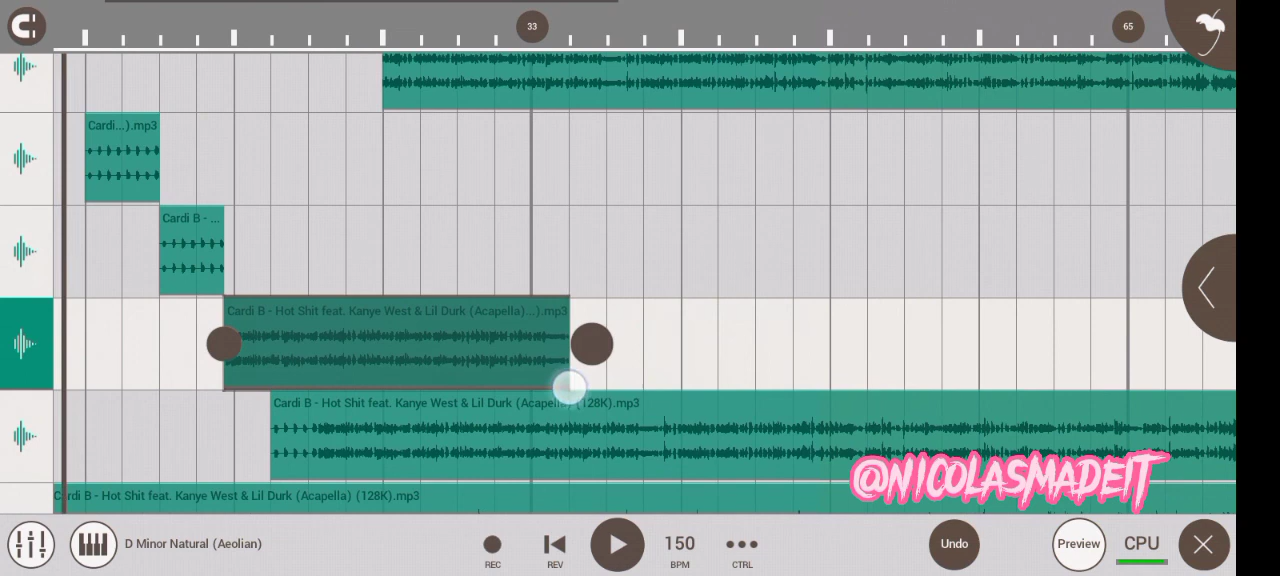 33
65
Cardi...).mp3
Cardi B - ...
Cardi B - Hot Shit feat. Kanye West & Lil Durk (Acapella)...).mp3
Cardi B - Hot Shit feat. Kanye West & Lil Durk (Acapella) (128K).mp3
@NICOLASMADEIT
Cardi B - Hot Shit feat. Kanye West & Lil Durk (Acapella) (128K).mp3
D Minor Natural (Aeolian)
REC
REV
150
BPM
CTRL
Undo
Preview
CPU